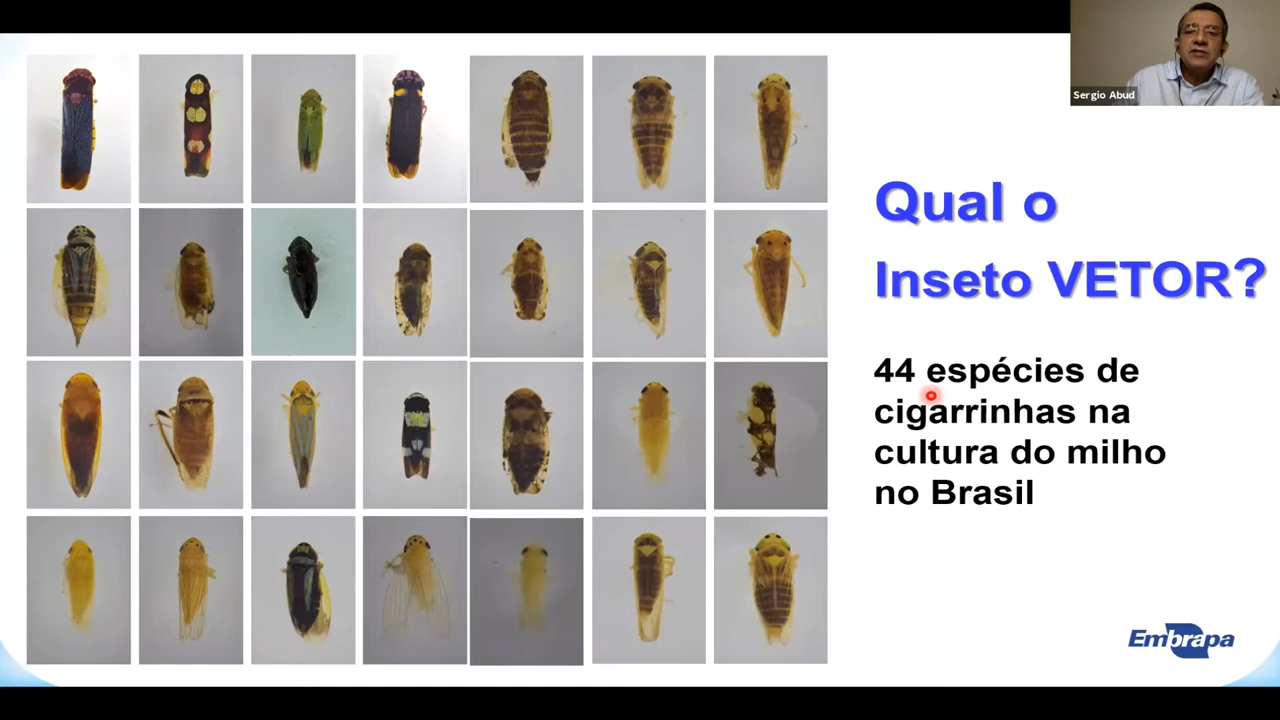 Sergio Abud
Qual o
Inseto VETOR?
44 espécies de
cigarrinhas na
cultura do milho
no Brasil
Embrapa